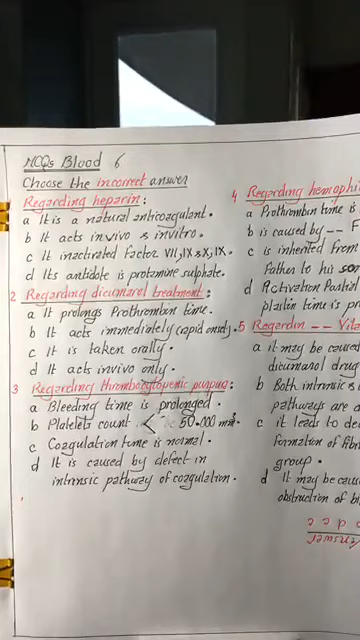 MCQs Blood 6
Choose the incorrect answer
Regarding heparin:
a It is a natural anticoagulant.
b It acts invivo & invitro.
c It inactivated factor VII, IX & X, IX.
d Its antidote is protamine sulphate.
2 Regarding dicumarol treatment:
a It prolongs Prothrombin time.
b It acts immediately (rapid onset).
c It is taken orally.
d It acts invivo only.
3 Regarding thrombocytopenic purpura:
a Bleeding time is prolonged.
b Platelets count < 50.000 mm³.
c Coagulation time is normal.
d It is caused by defect in
intrinsic pathway of coagulation.
4 Regarding hemophi
a Prothrombin time is
b is caused by -- F
c is inherited from
Father to his son
d Activation Partial
plastin time is pr
5 Regardin -- Vita
a it may be caused
dicumanol drug
b Both intrinsic &
pathways are a
c it leads to de
Formation of fib
group.
d It may be caus
obstruction of bi
Answer
d b d c c